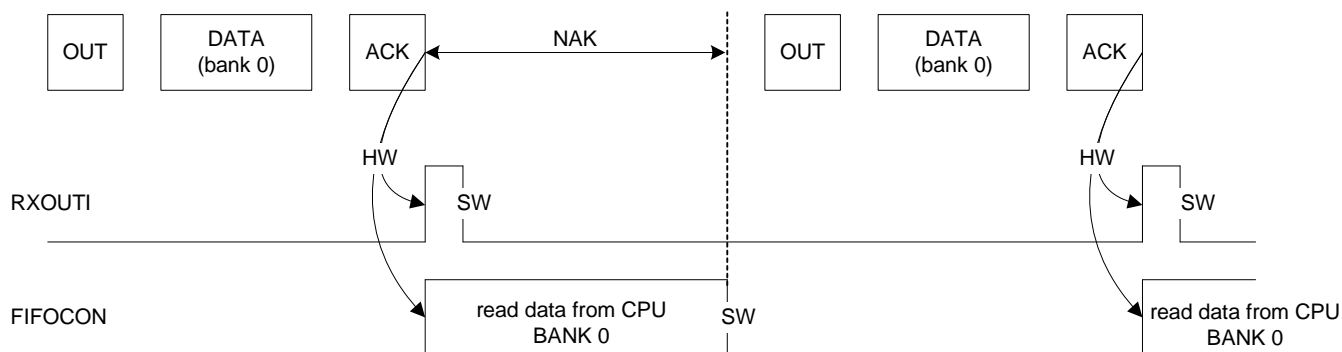 OUT
DATA
(bank 0)
ACK
NAK
OUT
DATA
(bank 0)
ACK
HW
HW
RXOUTI
SW
SW
FIFOCON
read data from CPU
BANK 0
SW
read data from CPU
BANK 0